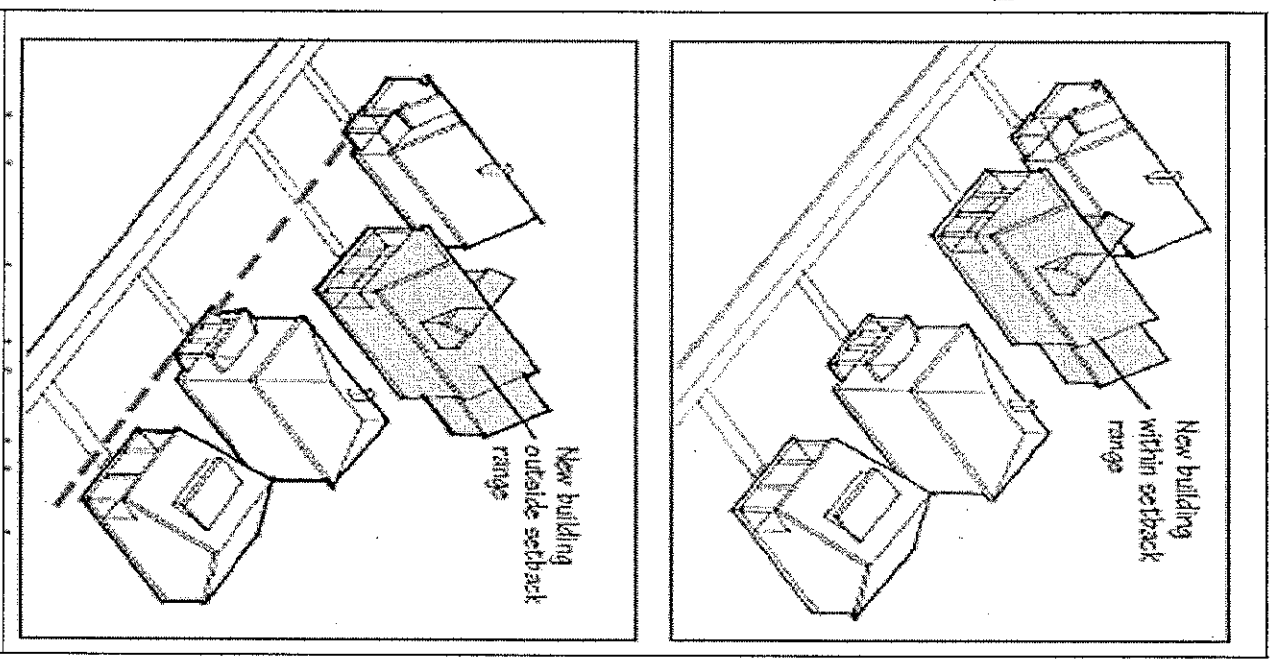 New building
within setback
range
New building
outside setback
range